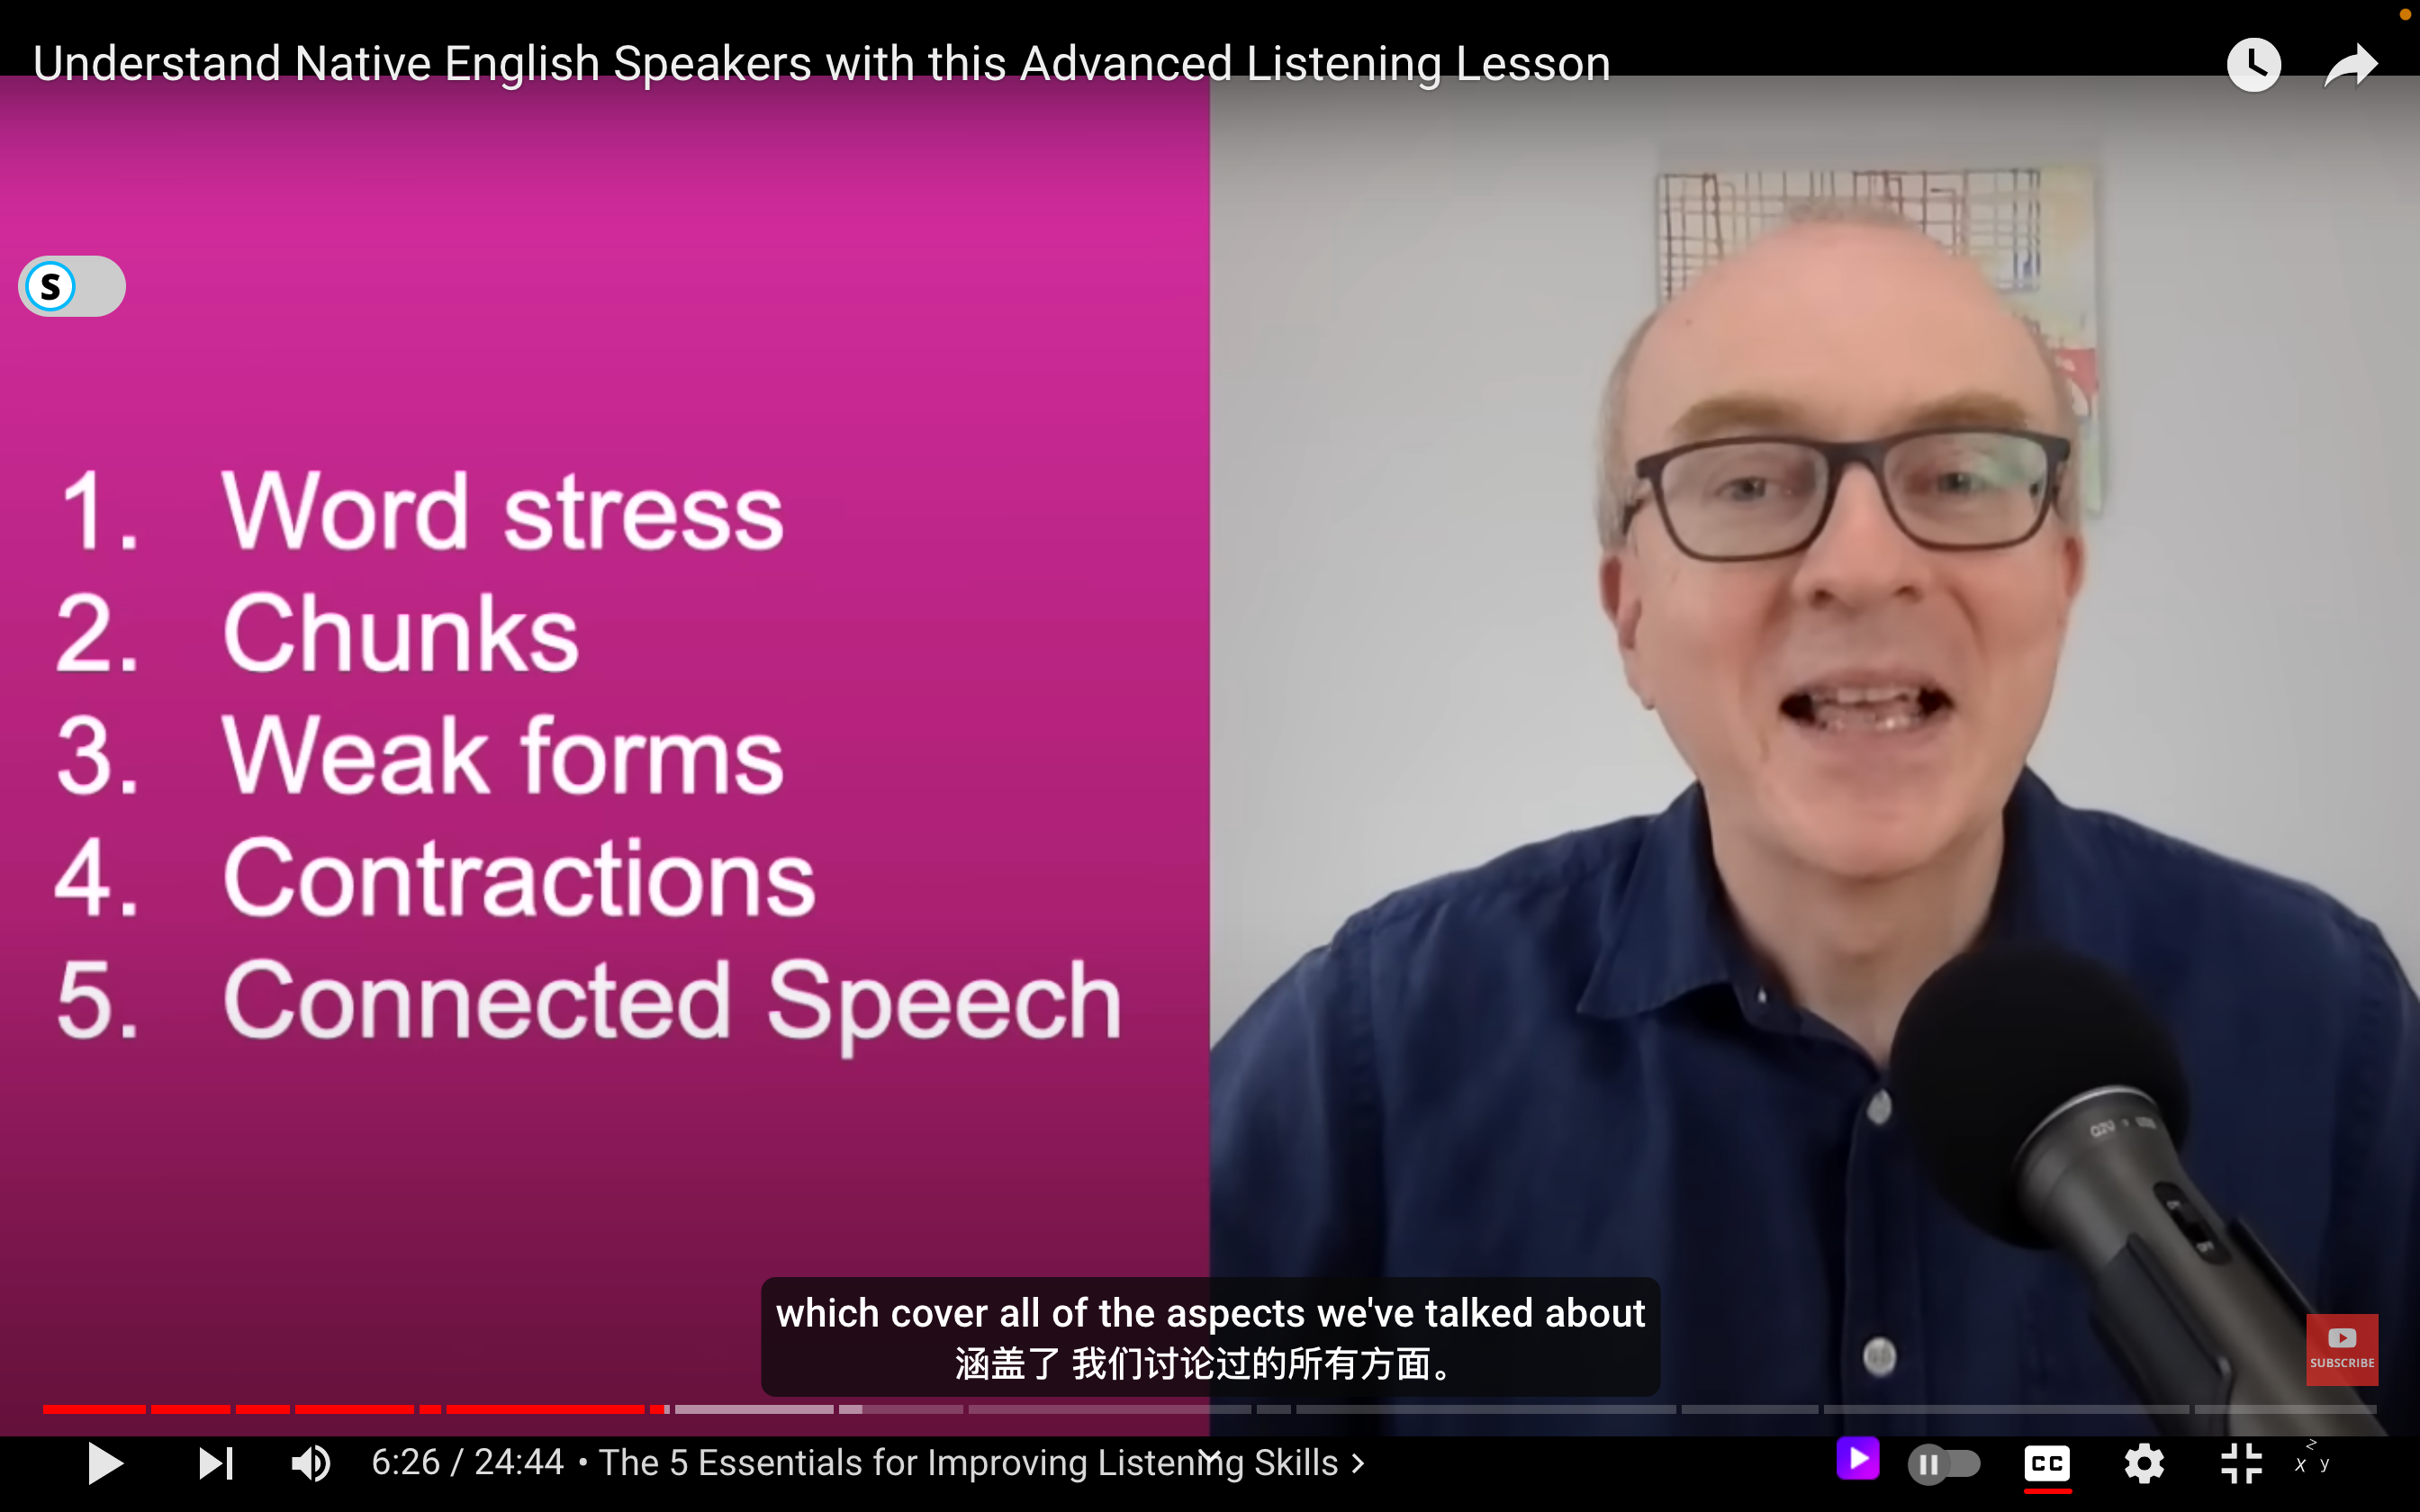 Understand Native English Speakers with this Advanced Listening Lesson
S
1. Word stress
2. Chunks
3. Weak forms
4. Contractions
5. Connected Speech
which cover all of the aspects we've talked about
涵盖了 我们讨论过的所有方面。
SUBSCRIBE
6:26 / 24:44 • The 5 Essentials for Improving Listening Skills
CC
x y